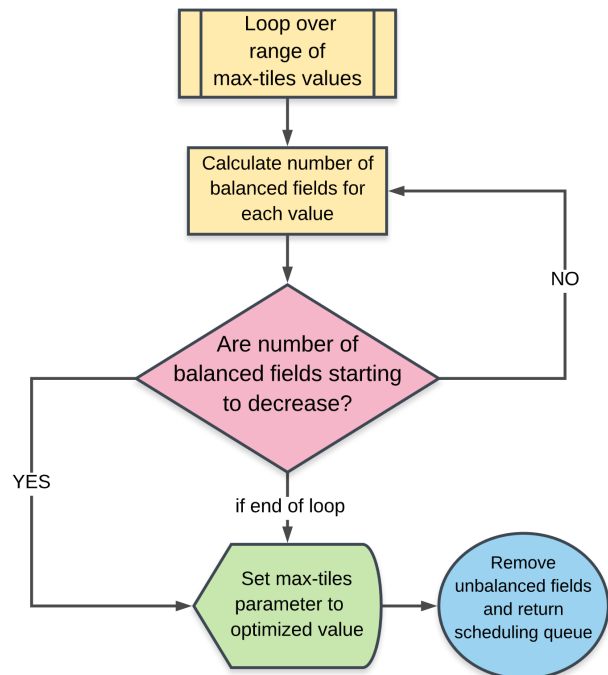 Loop over
range of
max-tiles values
Calculate number of
balanced fields for
each value
NO
Are number of
balanced fields starting
to decrease?
YES
if end of loop
Set max-tiles
parameter to
optimized value
Remove
unbalanced fields
and return
scheduling queue